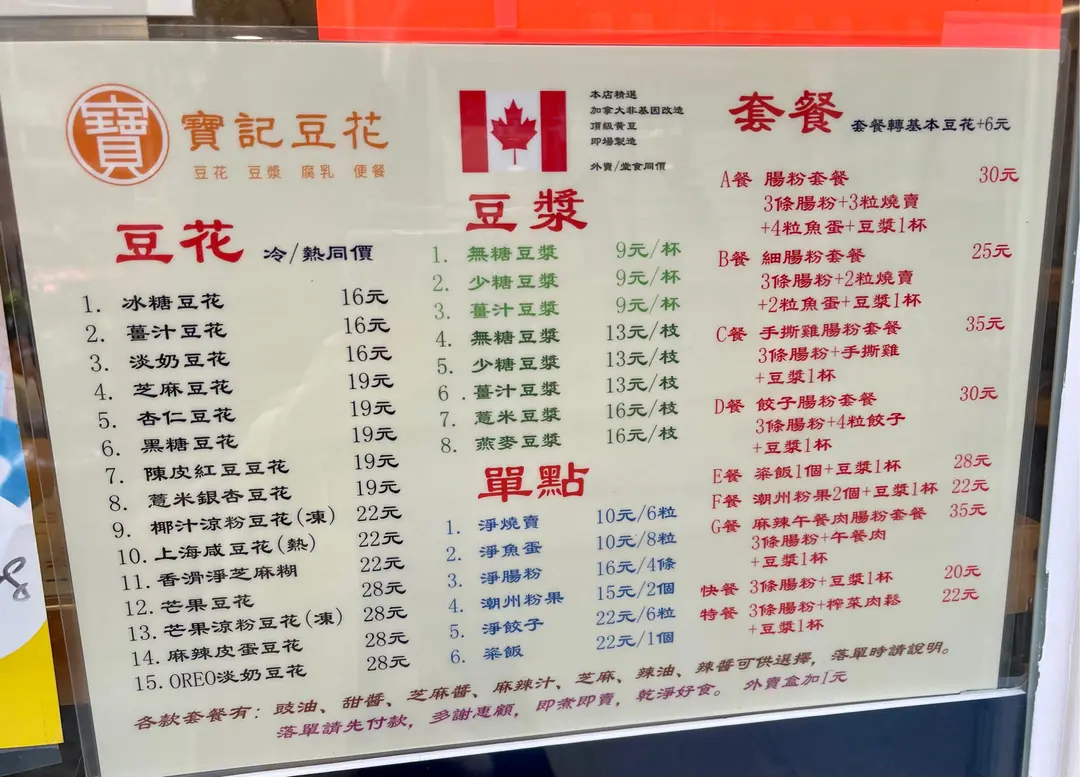 寶
寶記豆花
豆花 豆漿 腐乳 便餐
本店精選
加拿大非基因改造
頂級黃豆
即場製造
外賣/堂食同價
豆花 冷/熱同價
1. 冰糖豆花 16元
2. 薑汁豆花 16元
3. 淡奶豆花 16元
4. 芝麻豆花 19元
5. 杏仁豆花 19元
6. 黑糖豆花 19元
7. 陳皮紅豆豆花 19元
8. 薏米銀杏豆花 19元
9. 椰汁涼粉豆花(凍) 22元
10. 上海咸豆花(熱) 22元
11. 香滑淨芝麻糊 22元
12. 芒果豆花 28元
13. 芒果涼粉豆花(凍) 28元
14. 麻辣皮蛋豆花 28元
15. OREO淡奶豆花 28元
豆漿
1. 無糖豆漿 9元/杯
2. 少糖豆漿 9元/杯
3. 薑汁豆漿 9元/杯
4. 無糖豆漿 13元/枝
5. 少糖豆漿 13元/枝
6. 薑汁豆漿 13元/枝
7. 薏米豆漿 16元/枝
8. 燕麥豆漿 16元/枝
單點
1. 淨燒賣 10元/6粒
2. 淨魚蛋 10元/8粒
3. 淨腸粉 16元/4條
4. 潮州粉果 15元/2個
5. 淨餃子 22元/6粒
6. 粢飯 22元/1個
套餐 套餐轉基本豆花+6元
A餐 腸粉套餐 30元
3條腸粉+3粒燒賣
+4粒魚蛋+豆漿1杯
B餐 細腸粉套餐 25元
3條腸粉+2粒燒賣
+2粒魚蛋+豆漿1杯
C餐 手撕雞腸粉套餐 35元
3條腸粉+手撕雞
+豆漿1杯
D餐 餃子腸粉套餐 30元
3條腸粉+4粒餃子
+豆漿1杯
E餐 粢飯1個+豆漿1杯 28元
F餐 潮州粉果2個+豆漿1杯 22元
G餐 麻辣午餐肉腸粉套餐 35元
3條腸粉+午餐肉
+豆漿1杯
快餐 3條腸粉+豆漿1杯 20元
特餐 3條腸粉+榨菜肉鬆 22元
+豆漿1杯
各款套餐有：豉油、甜醬、芝麻醬、麻辣汁、芝麻、辣油、辣醬可供選擇，落單時請說明。
落單請先付款，多謝惠顧，即煮即賣，乾淨好食。 外賣盒加1元